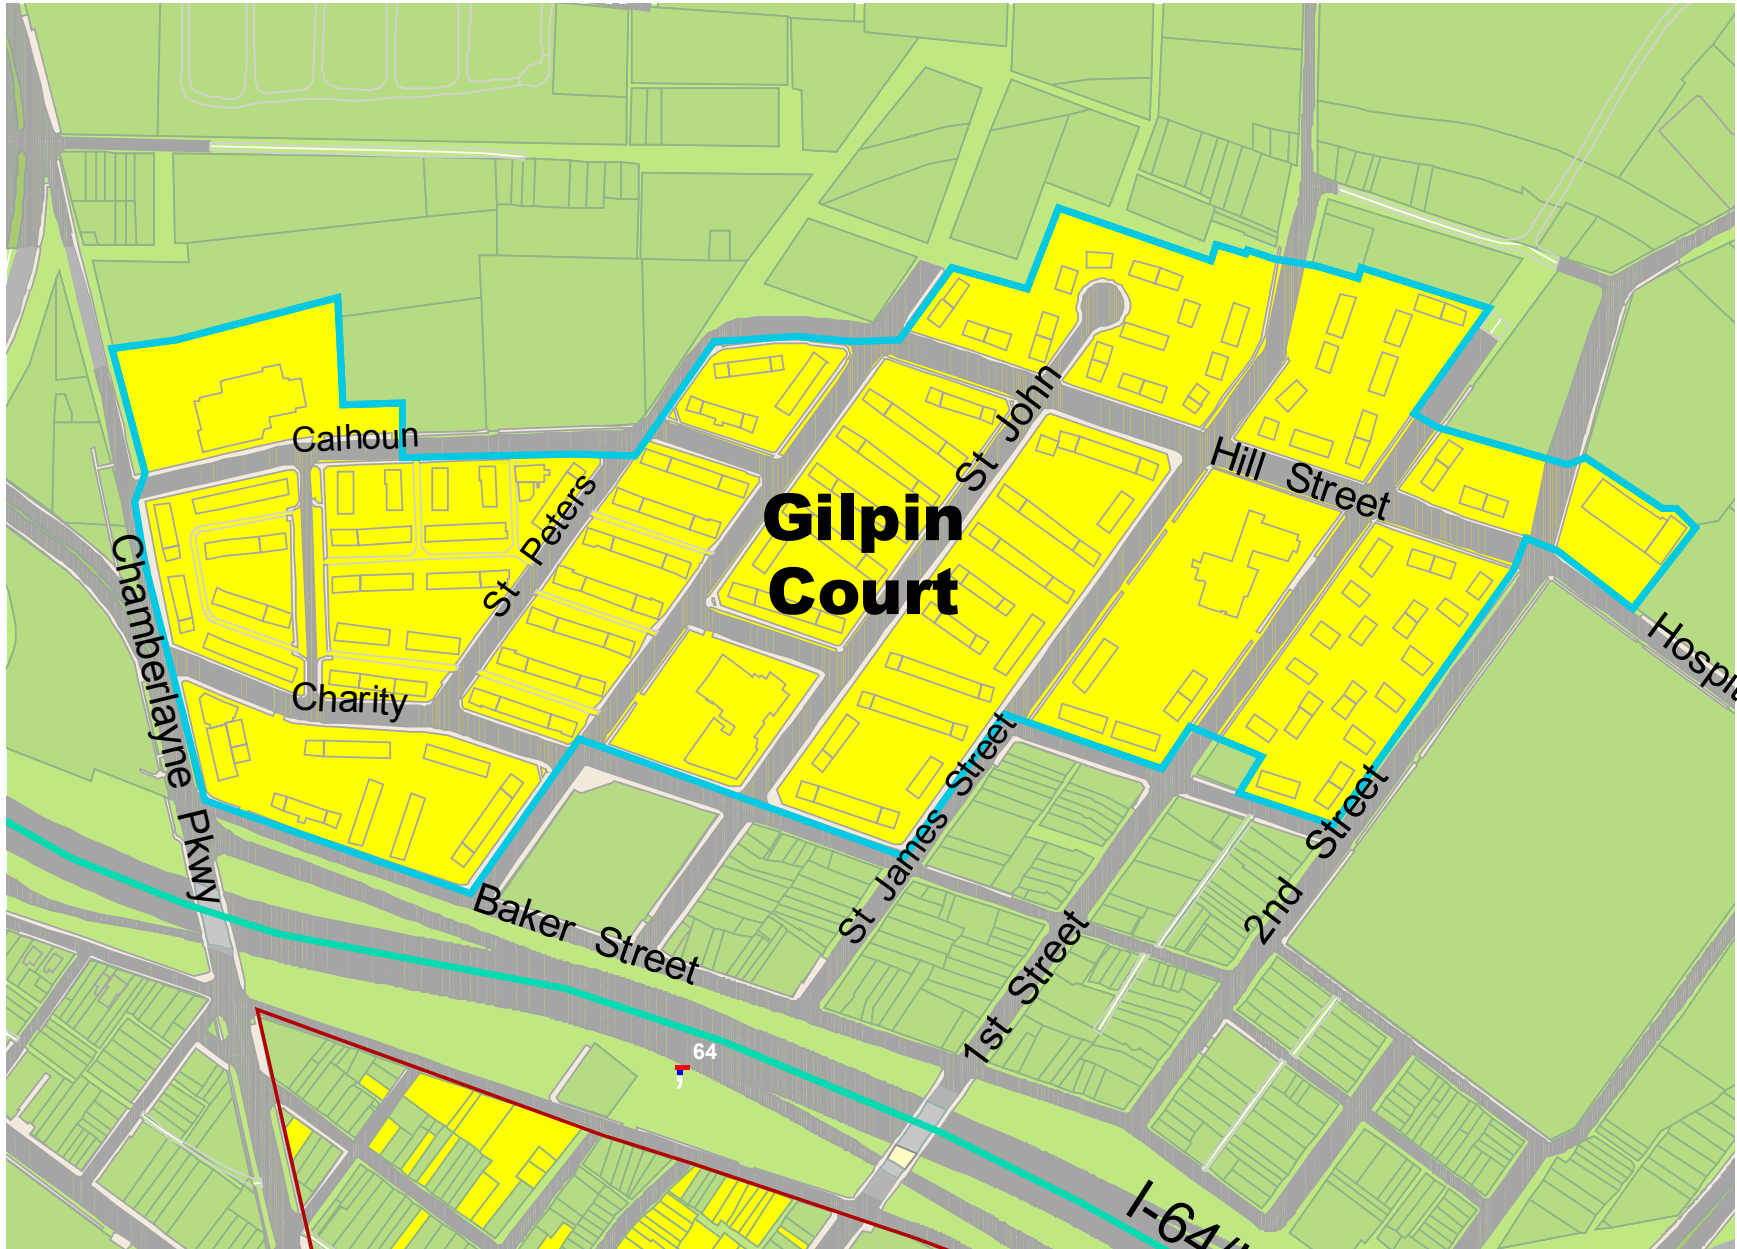 Calhoun
St John
Hill Street
Gilpin
Court
St Peters
Chamberlayne Pkwy
Charity
St James Street
2nd Street
Baker Street
1st Street
64